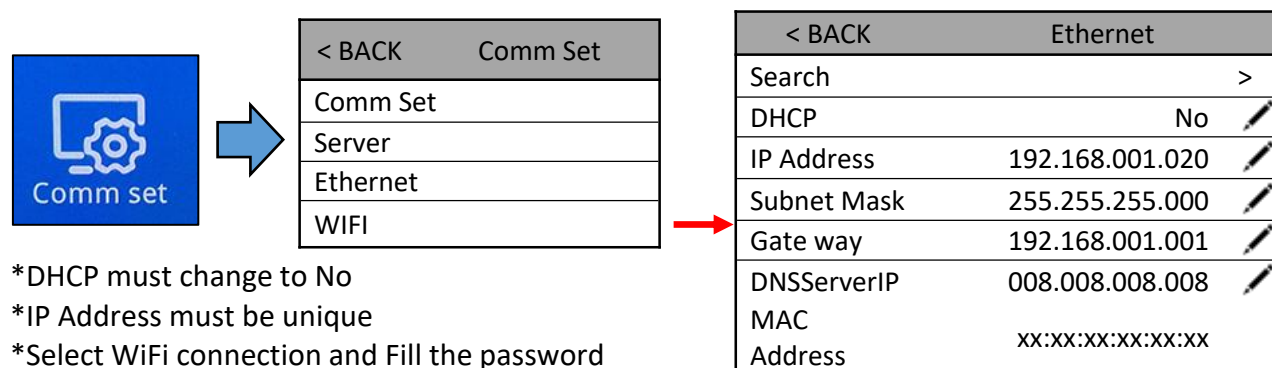 Comm set
< BACK Comm Set
Comm Set
Server
Ethernet
WIFI
< BACK Ethernet
Search >
DHCP No
IP Address 192.168.001.020
Subnet Mask 255.255.255.000
Gate way 192.168.001.001
DNSServerIP 008.008.008.008
MAC
Address xx:xx:xx:xx:xx:xx
*DHCP must change to No
*IP Address must be unique
*Select WiFi connection and Fill the password